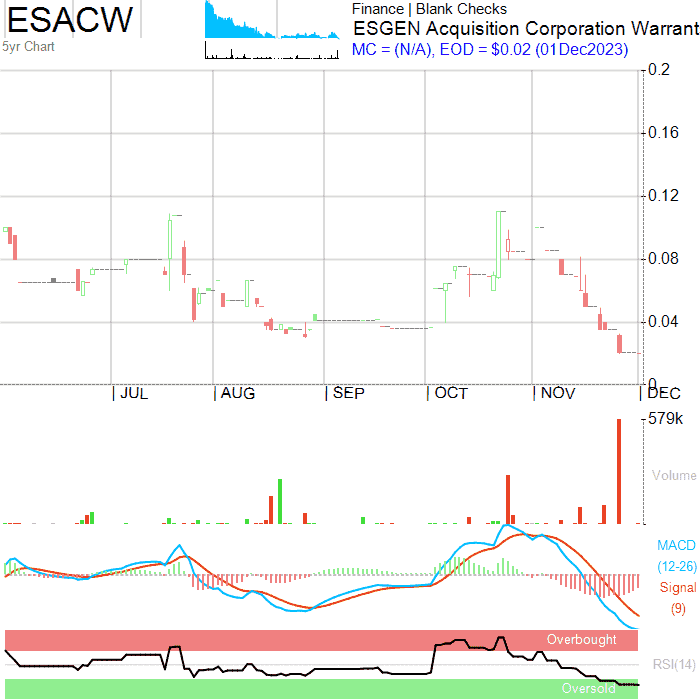 ESACW
5yr Chart
Finance | Blank Checks
ESGEN Acquisition Corporation Warrant
MC = (N/A), EOD = $0.02 (01Dec2023)
0.2
0.16
0.12
0.08
0.04
0
JUL AUG SEP OCT NOV DEC
579k
Volume
MACD
(12-26)
Signal
(9)
Overbought
RSI(14)
Oversold